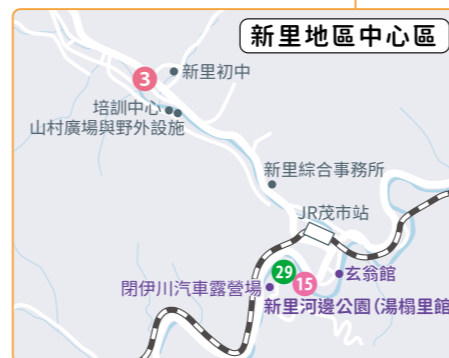 新里地區中心區
3
新里初中
培訓中心
山村廣場與野外設施
新里綜合事務所
JR茂市站
29
15
玄翁館
閉伊川汽車露營場
新里河邊公園(湯榻里館